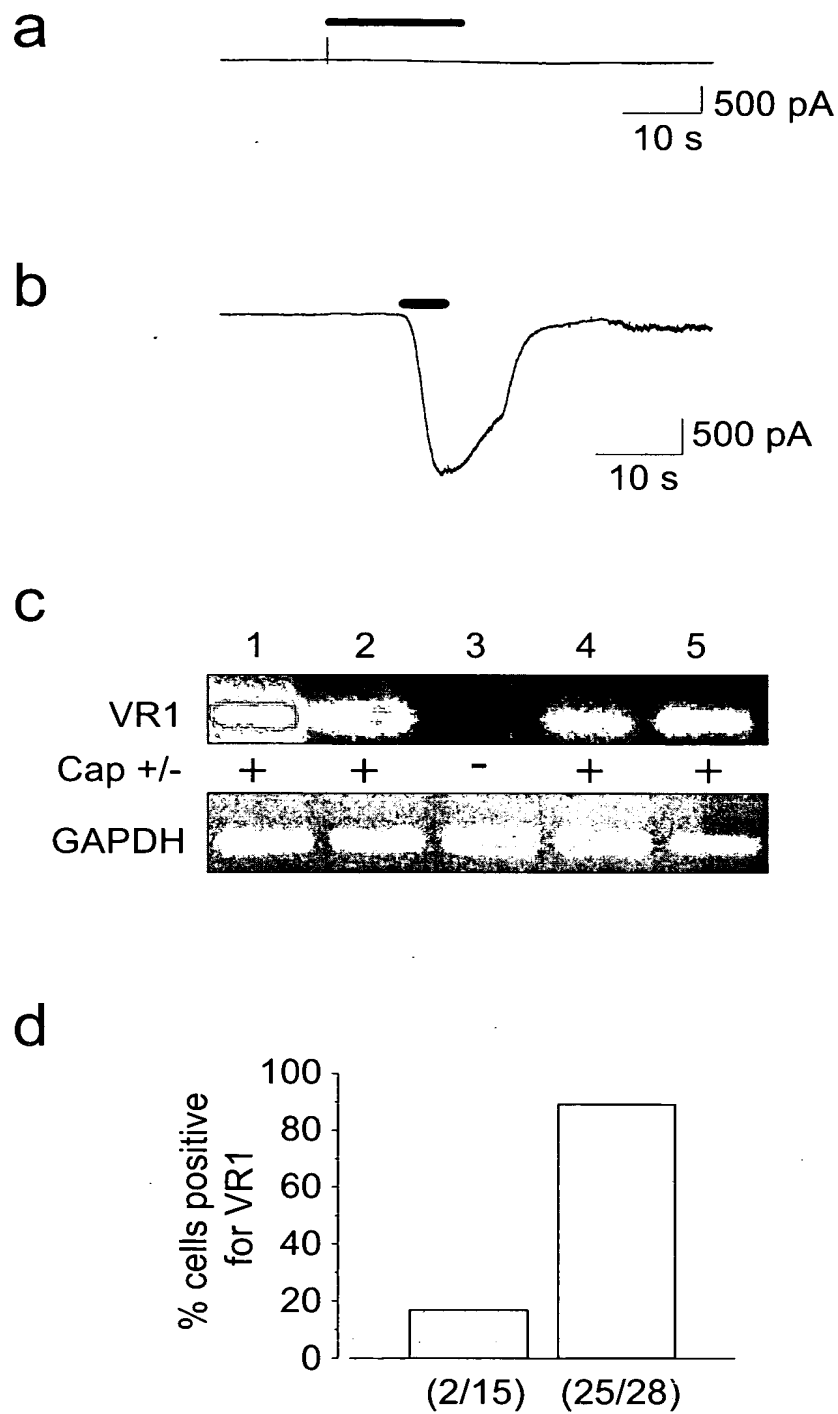 a
500 pA
10 s
b
500 pA
10 s
c
1 2 3 4 5
VR1
Cap +/- + + - + +
GAPDH
d
% cells positive
for VR1
100
80
60
40
20
0
(2/15) (25/28)